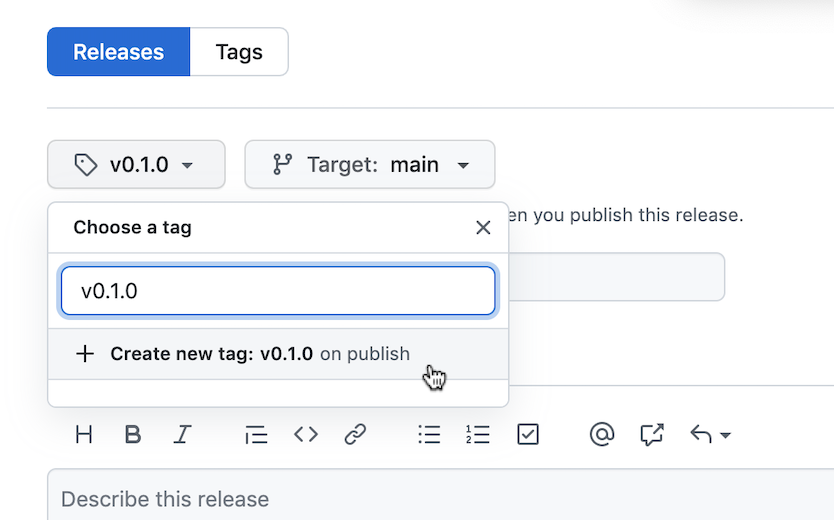 Releases Tags
v0.1.0 Target: main
Choose a tag
en you publish this release.
v0.1.0
Create new tag: v0.1.0 on publish
H B I
Describe this release